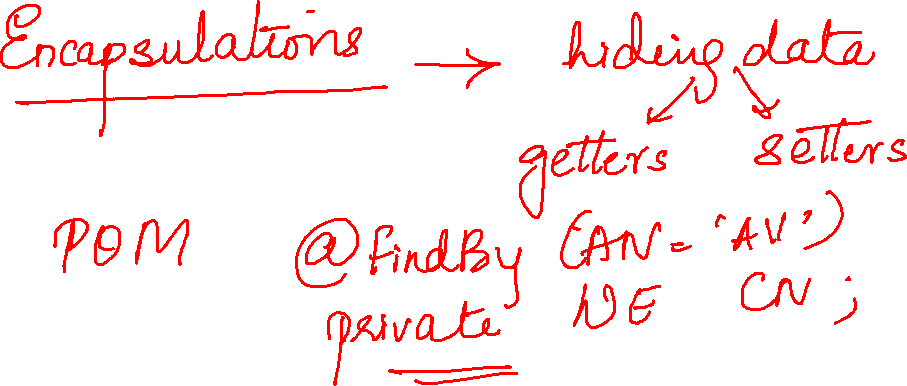 Encapsulations → hiding data
getters setters
POM @findBy (AN = 'AV')
private WE CN ;